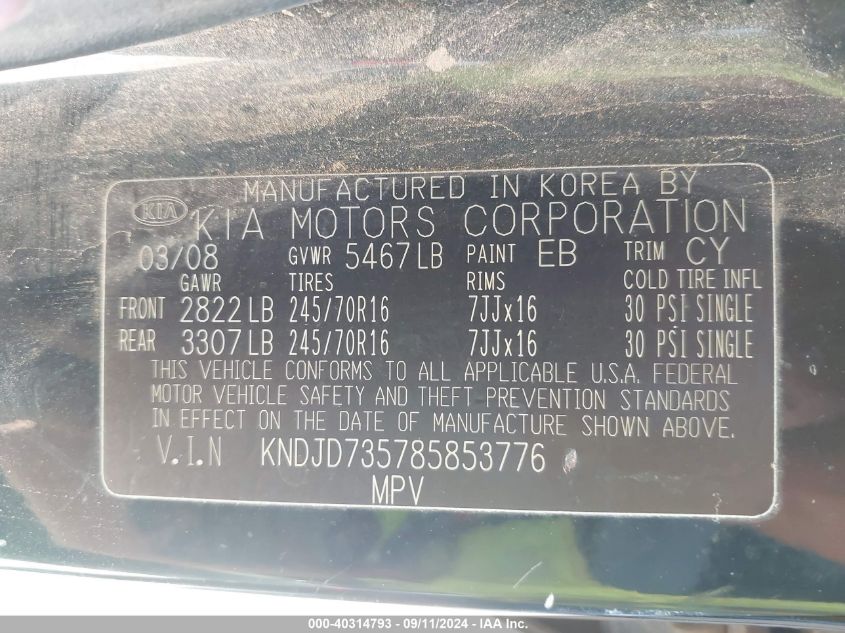 MANUFACTURED IN KOREA BY
KIA KIA MOTORS CORPORATION
03/08 GVWR 5467LB PAINT EB TRIM CY
GAWR TIRES RIMS COLD TIRE INFL
FRONT 2822LB 245/70R16 7JJx16 30 PSI SINGLE
REAR 3307LB 245/70R16 7JJx16 30 PSI SINGLE
THIS VEHICLE CONFORMS TO ALL APPLICABLE U.S.A. FEDERAL
MOTOR VEHICLE SAFETY AND THEFT PREVENTION STANDARDS
IN EFFECT ON THE DATE OF MANUFACTURE SHOWN ABOVE.
V.I.N KNDJD735785853776
MPV
000-40314793 - 09/11/2024 - IAA Inc.